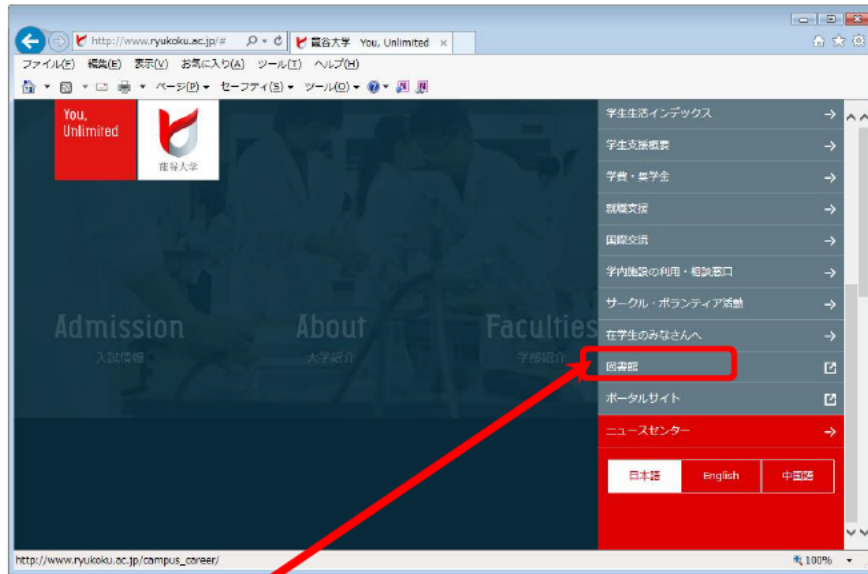 http://www.ryukoku.ac.jp/#
龍谷大学 You, Unlimited ×
ファイル(F) 編集(E) 表示(V) お気に入り(A) ツール(T) ヘルプ(H)
ページ(P) セーフティ(S) ツール(O)
You,
Unlimited
龍谷大学
学生生活インデックス
学生支援概要
学費・奨学金
就職支援
国際交流
学内施設の利用・相談窓口
サークル・ボランティア活動
Admission
入試情報
About
大学紹介
Faculties
学部紹介
在学生のみなさんへ
図書館
ポータルサイト
ニュースセンター
日本語 English 中国語
http://www.ryukoku.ac.jp/campus_career/
100%